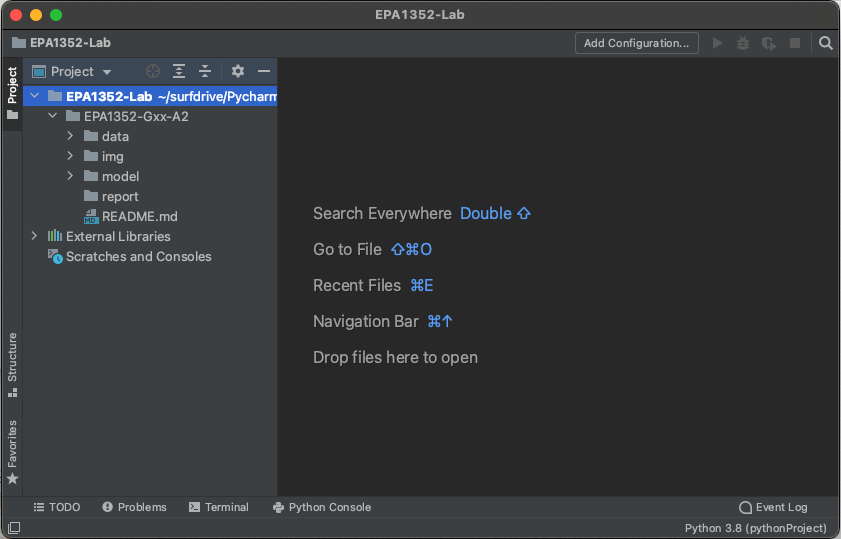 EPA1352-Lab
EPA1352-Lab
Add Configuration...
Project
Project
EPA1352-Lab ~/surfdrive/Pycharm
EPA1352-Gxx-A2
data
img
model
report
MD README.md
External Libraries
Scratches and Consoles
Search Everywhere Double ⇧
Go to File ⇧⌘O
Recent Files ⌘E
Navigation Bar ⌘↑
Drop files here to open
Structure
Favorites
TODO Problems Terminal Python Console Event Log
Python 3.8 (pythonProject)